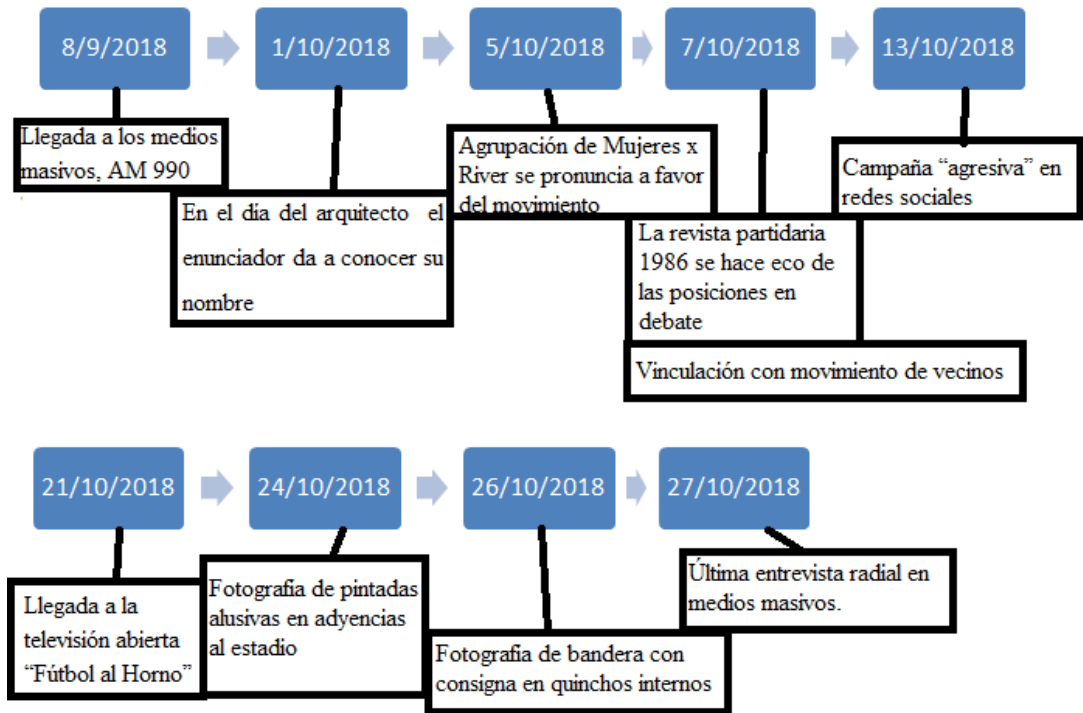 8/9/2018
1/10/2018
5/10/2018
7/10/2018
13/10/2018
Llegada a los medios
masivos, AM 990
En el día del arquitecto el
enunciador da a conocer su
nombre
Agrupación de Mujeres x
River se pronuncia a favor
del movimiento
La revista partidaria
1986 se hace eco de
las posiciones en
debate
Vinculación con movimiento de vecinos
Campaña “agresiva” en
redes sociales
21/10/2018
24/10/2018
26/10/2018
27/10/2018
Llegada a la
televisión abierta
“Fútbol al Horno”
Fotografía de pintadas
alusivas en adyencias
al estadio
Fotografía de bandera con
consigna en quinchos internos
Última entrevista radial en
medios masivos.